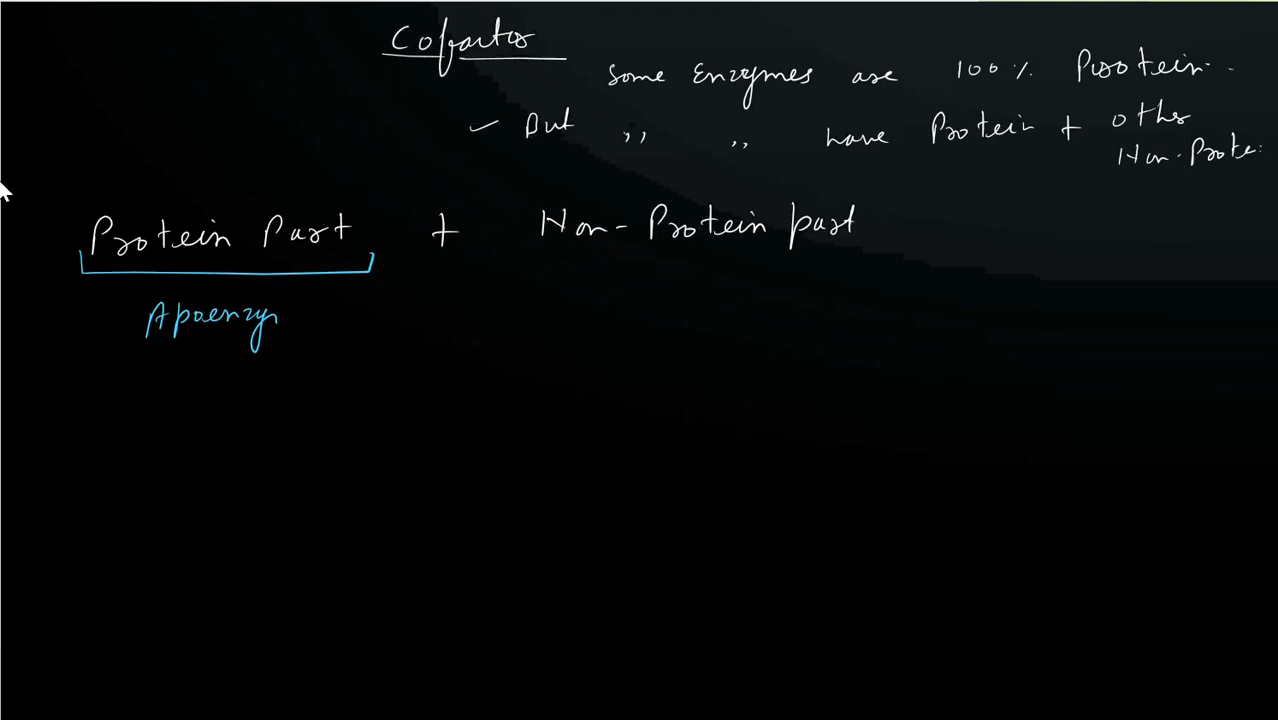 Cofactor
Some Enzymes are 100% Protein.
But ,, ,, have Protein + other
Non-Prote
Protein Part + Non-Protein part
Apoenzy